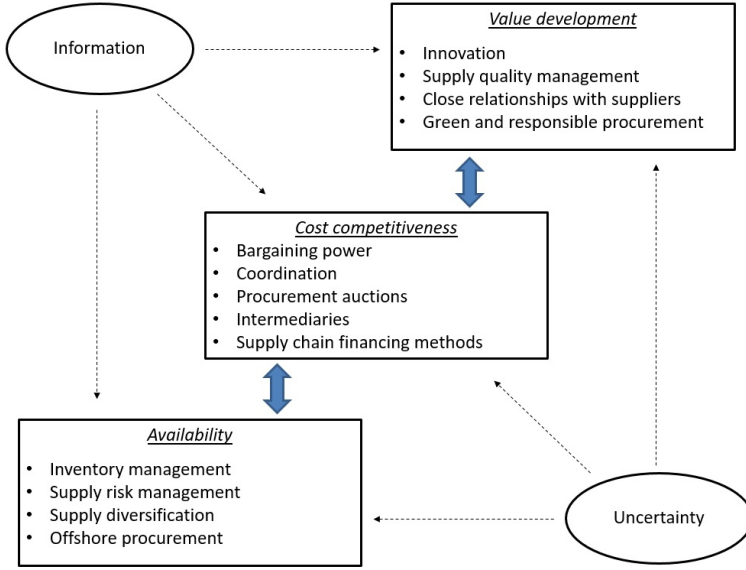 Information
Value development
• Innovation
• Supply quality management
• Close relationships with suppliers
• Green and responsible procurement
Cost competitiveness
• Bargaining power
• Coordination
• Procurement auctions
• Intermediaries
• Supply chain financing methods
Availability
• Inventory management
• Supply risk management
• Supply diversification
• Offshore procurement
Uncertainty